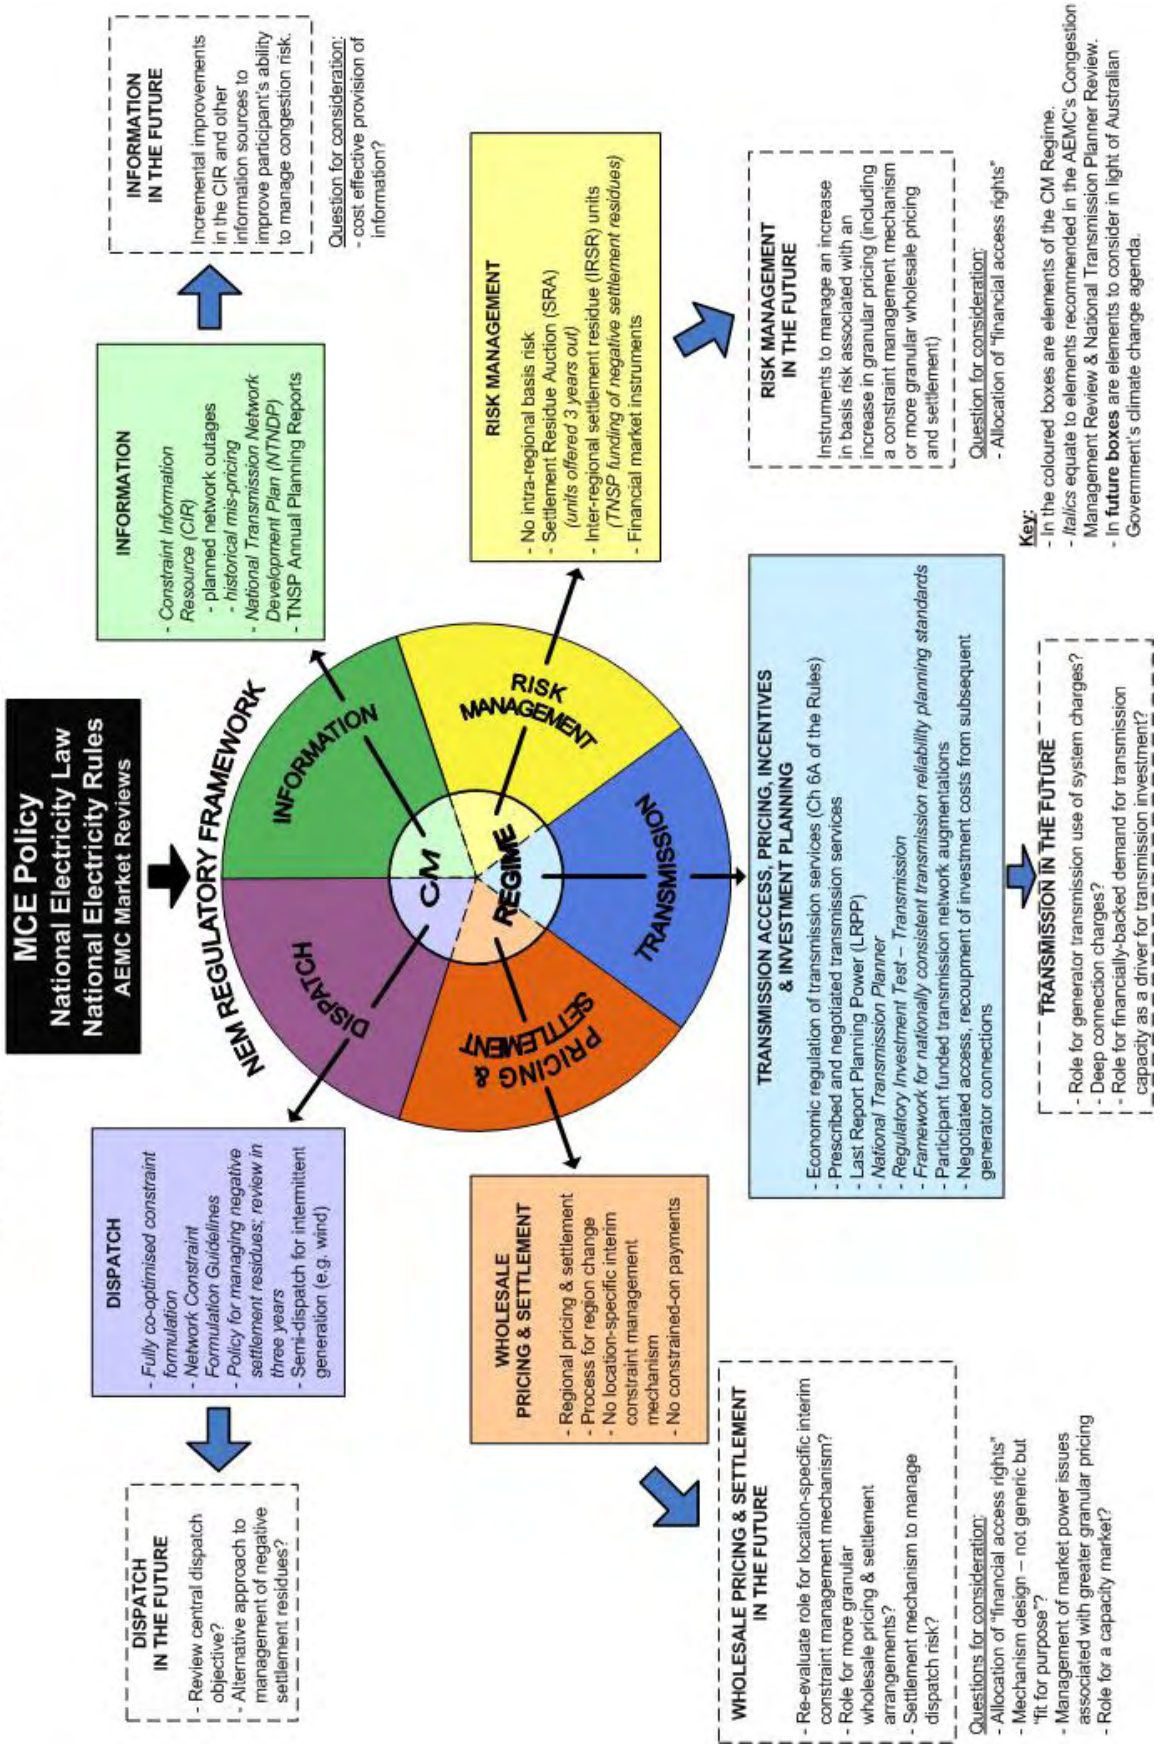 MCE Policy
National Electricity Law
National Electricity Rules
AEMC Market Reviews
NEM REGULATORY FRAMEWORK
DISPATCH
INFORMATION
CM
REGIME
RISK
MANAGEMENT
PRICING &
SETTLEMENT
TRANSMISSION
DISPATCH
IN THE FUTURE
- Review central dispatch
objective?
- Alternative approach to
management of negative
settlement residues?
DISPATCH
- Fully co-optimised constraint
formulation
- Network Constraint
Formulation Guidelines
- Policy for managing negative
settlement residues; review in
three years
- Semi-dispatch for intermittent
generation (e.g. wind)
INFORMATION
- Constraint Information
Resource (CIR)
- planned network outages
- historical mis-pricing
- National Transmission Network
Development Plan (NTNDP)
- TNSP Annual Planning Reports
INFORMATION
IN THE FUTURE
Incremental improvements
in the CIR and other
information sources to
improve participant's ability
to manage congestion risk.
Question for consideration:
- cost effective provision of
information?
WHOLESALE
PRICING & SETTLEMENT
- Regional pricing & settlement
- Process for region change
- No location-specific interim
constraint management
mechanism
- No constrained-on payments
RISK MANAGEMENT
- No intra-regional basis risk
- Settlement Residue Auction (SRA)
(units offered 3 years out)
- Inter-regional settlement residue (IRSR) units
(TNSP funding of negative settlement residues)
- Financial market instruments
WHOLESALE PRICING & SETTLEMENT
IN THE FUTURE
- Re-evaluate role for location-specific interim
constraint management mechanism?
- Role for more granular
wholesale pricing & settlement
arrangements?
- Settlement mechanism to manage
dispatch risk?
Questions for consideration:
- Allocation of "financial access rights"
- Mechanism design – not generic but
"fit for purpose"?
- Management of market power issues
associated with greater granular pricing
- Role for a capacity market?
TRANSMISSION ACCESS, PRICING, INCENTIVES
& INVESTMENT PLANNING
- Economic regulation of transmission services (Ch 6A of the Rules)
- Prescribed and negotiated transmission services
- Last Report Planning Power (LRPP)
- National Transmission Planner
- Regulatory Investment Test – Transmission
- Framework for nationally consistent transmission reliability planning standards
- Participant funded transmission network augmentations
- Negotiated access, recoupment of investment costs from subsequent
generator connections
TRANSMISSION IN THE FUTURE
- Role for generator transmission use of system charges?
- Deep connection charges?
- Role for financially-backed demand for transmission
capacity as a driver for transmission investment?
RISK MANAGEMENT
IN THE FUTURE
Instruments to manage an increase
in basis risk associated with an
increase in granular pricing (including
a constraint management mechanism
or more granular wholesale pricing
and settlement)
Question for consideration:
- Allocation of "financial access rights"
Key:
- In the coloured boxes are elements of the CM Regime.
- Italics equate to elements recommended in the AEMC's Congestion
Management Review & National Transmission Planner Review.
- In future boxes are elements to consider in light of Australian
Government's climate change agenda.